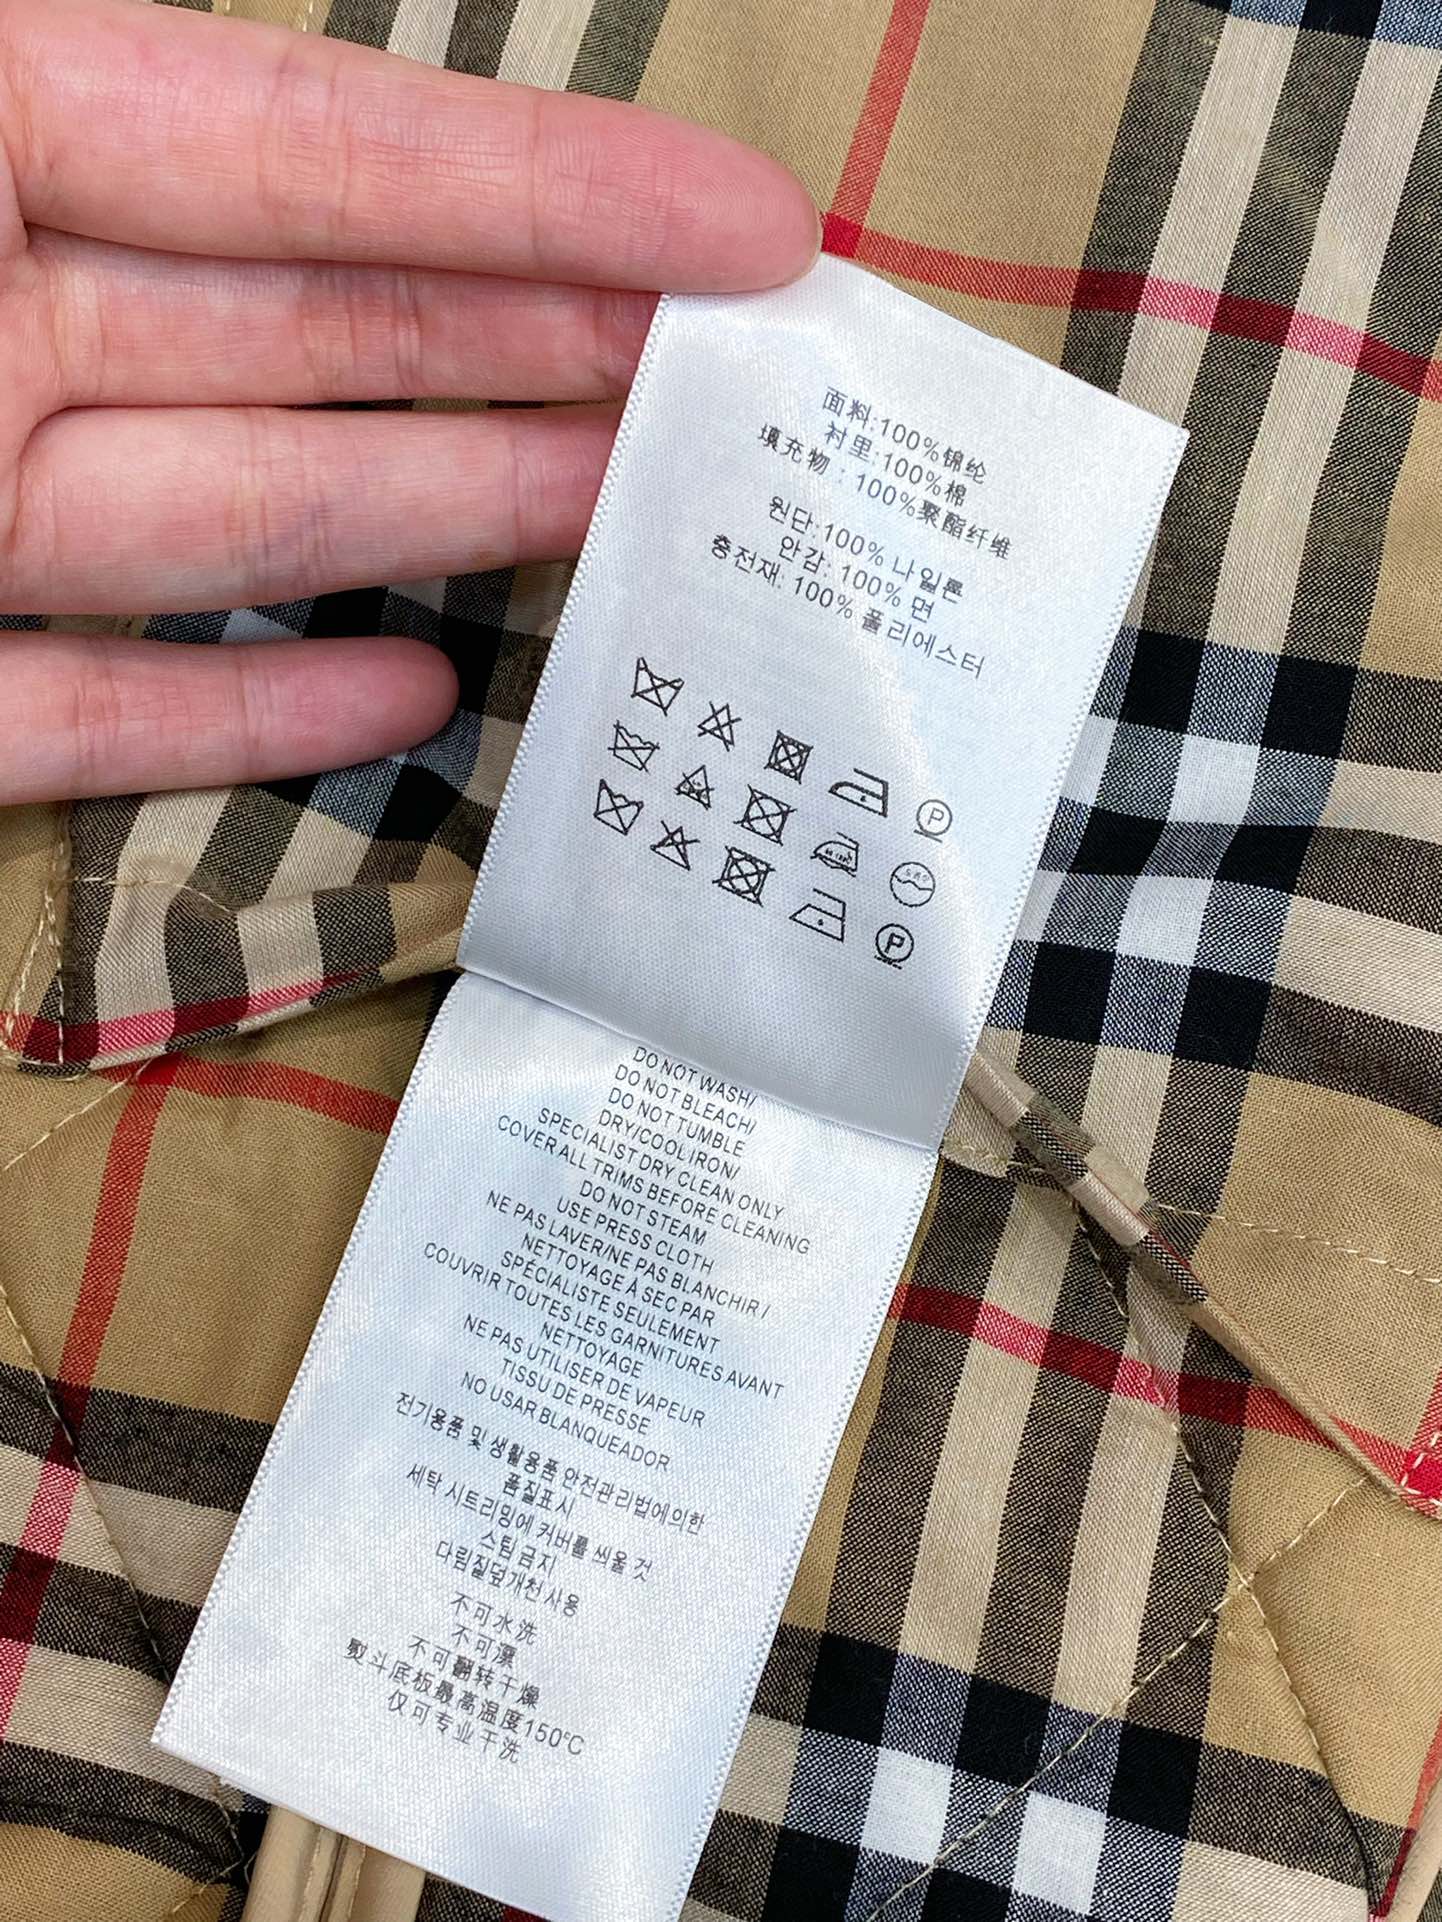 面料:100%锦纶
衬里:100%棉
填充物：100%聚酯纤维
원단:100% 나일론
안감: 100% 면
충전재: 100% 폴리에스터
P
P
DO NOT WASH/
DO NOT BLEACH/
DO NOT TUMBLE
DRY/COOL IRON/
SPECIALIST DRY CLEAN ONLY
COVER ALL TRIMS BEFORE CLEANING
DO NOT STEAM
USE PRESS CLOTH
NE PAS LAVER/NE PAS BLANCHIR /
NETTOYAGE À SEC PAR
SPÉCIALISTE SEULEMENT
COUVRIR TOUTES LES GARNITURES AVANT
NETTOYAGE
NE PAS UTILISER DE VAPEUR
TISSU DE PRESSE
NO USAR BLANQUEADOR
전기용품 및 생활용품 안전관리법에의한
품질표시
세탁 시트리밍에 커버를 씌울 것
스팀 금지
다림질덮개천 사용
不可水洗
不可漂
不可翻转干燥
熨斗底板最高温度150°C
仅可专业干洗